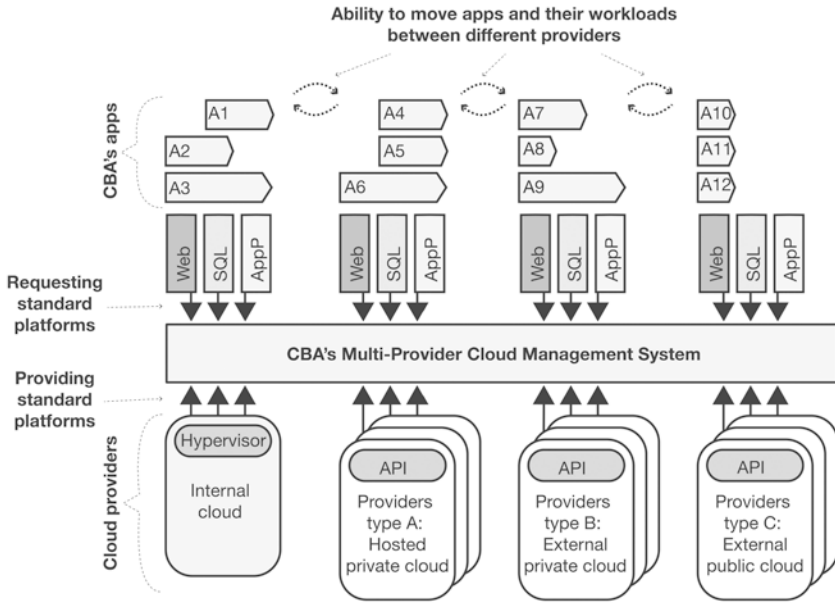 Ability to move apps and their workloads
between different providers
CBA's apps
A1
A4
A7
A10
A2
A5
A8
A11
A3
A6
A9
A12
Web
SQL
AppP
Web
SQL
AppP
Web
SQL
AppP
Web
SQL
AppP
Requesting
standard
platforms
CBA's Multi-Provider Cloud Management System
Providing
standard
platforms
Cloud providers
Hypervisor
Internal
cloud
API
Providers
type A:
Hosted
private cloud
API
Providers
type B:
External
private cloud
API
Providers
type C:
External
public cloud